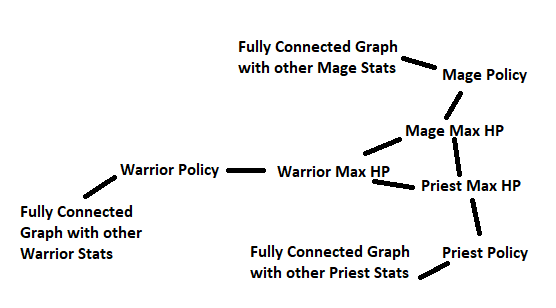 Fully Connected Graph
with other Mage Stats
Mage Policy
Mage Max HP
Warrior Policy
Warrior Max HP
Priest Max HP
Fully Connected
Graph with other
Warrior Stats
Fully Connected Graph
with other Priest Stats
Priest Policy